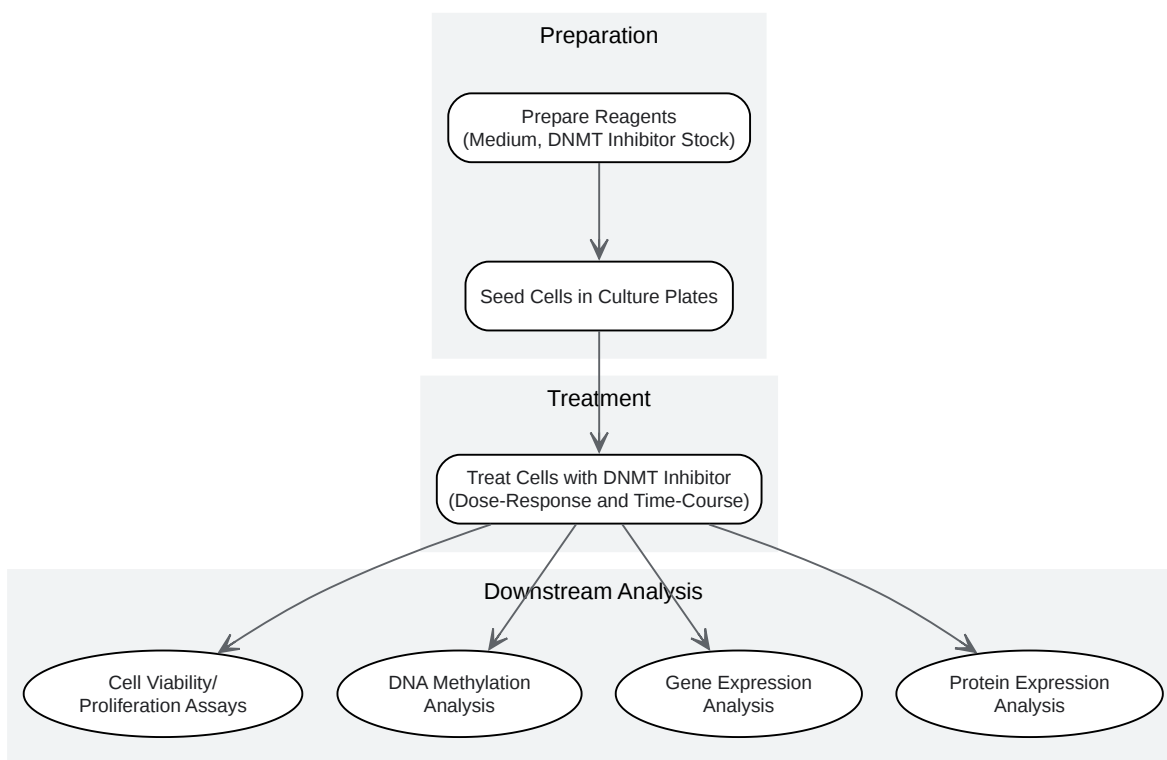 Preparation
Prepare Reagents
(Medium, DNMT Inhibitor Stock)
Seed Cells in Culture Plates
Treatment
Treat Cells with DNMT Inhibitor
(Dose-Response and Time-Course)
Downstream Analysis
Cell Viability/
Proliferation Assays
DNA Methylation
Analysis
Gene Expression
Analysis
Protein Expression
Analysis